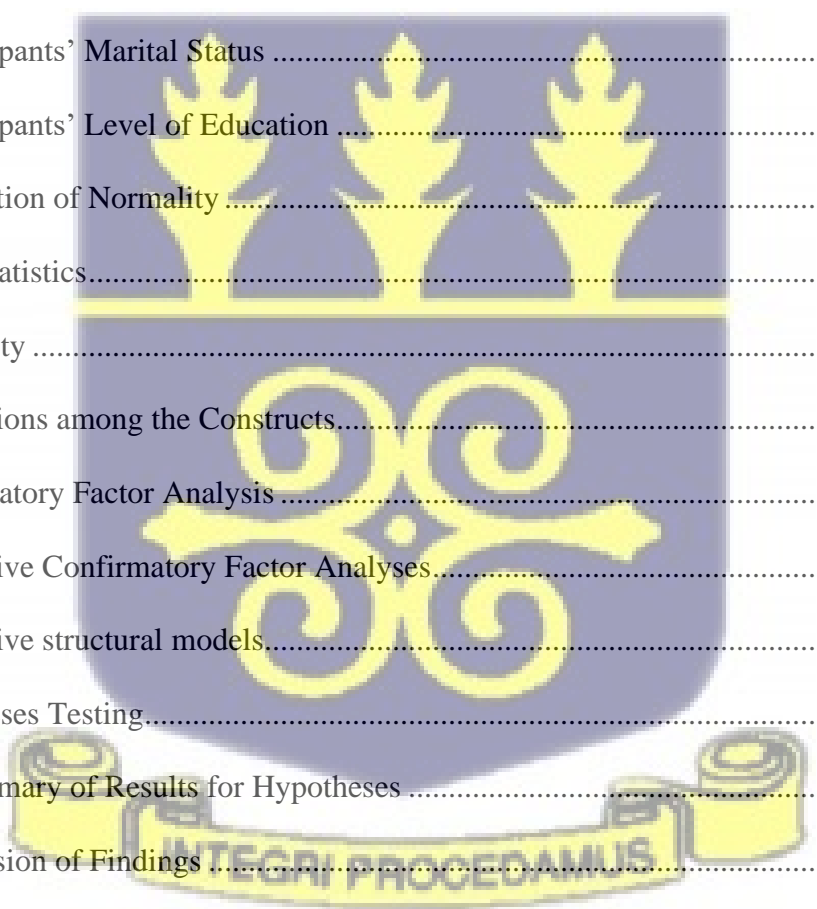 pants’ Marital Status ........................................................................
pants’ Level of Education ................................................................
tion of Normality ..............................................................................
atistics................................................................................................
ty ........................................................................................................
ions among the Constructs................................................................
atory Factor Analysis ........................................................................
ive Confirmatory Factor Analyses....................................................
ive structural models..........................................................................
ses Testing..........................................................................................
mary of Results for Hypotheses ......................................................
sion of Findings ................................................................................
INTEGRI PROCEDAMUS